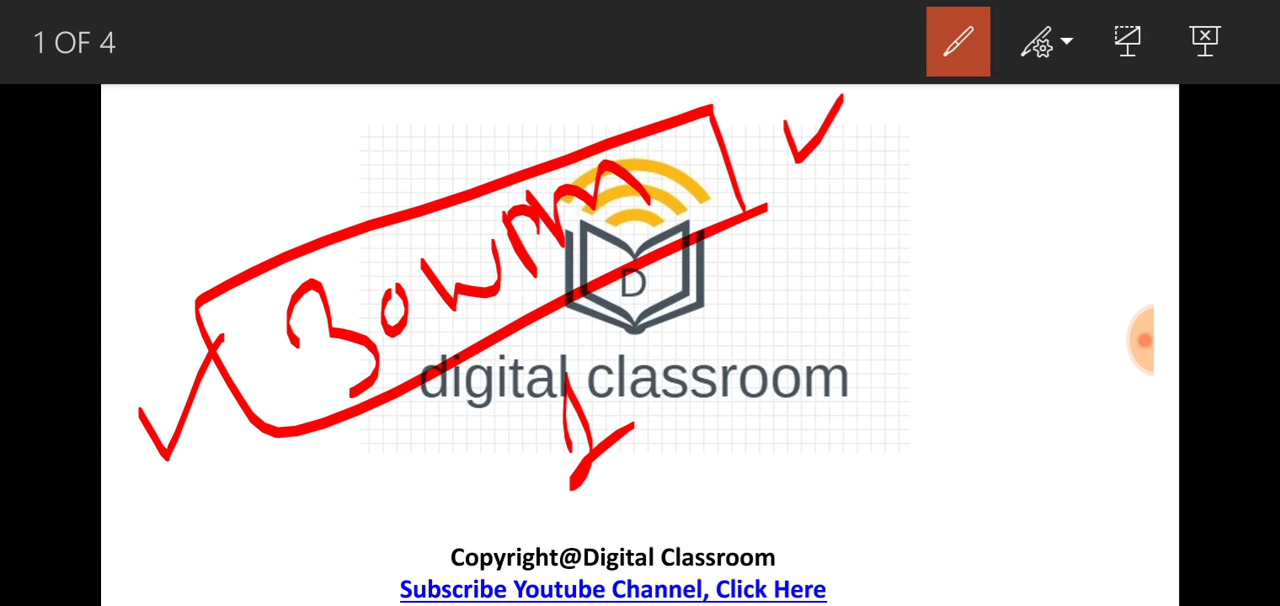 1 OF 4
D
digital classroom
Copyright@Digital Classroom
Subscribe Youtube Channel, Click Here